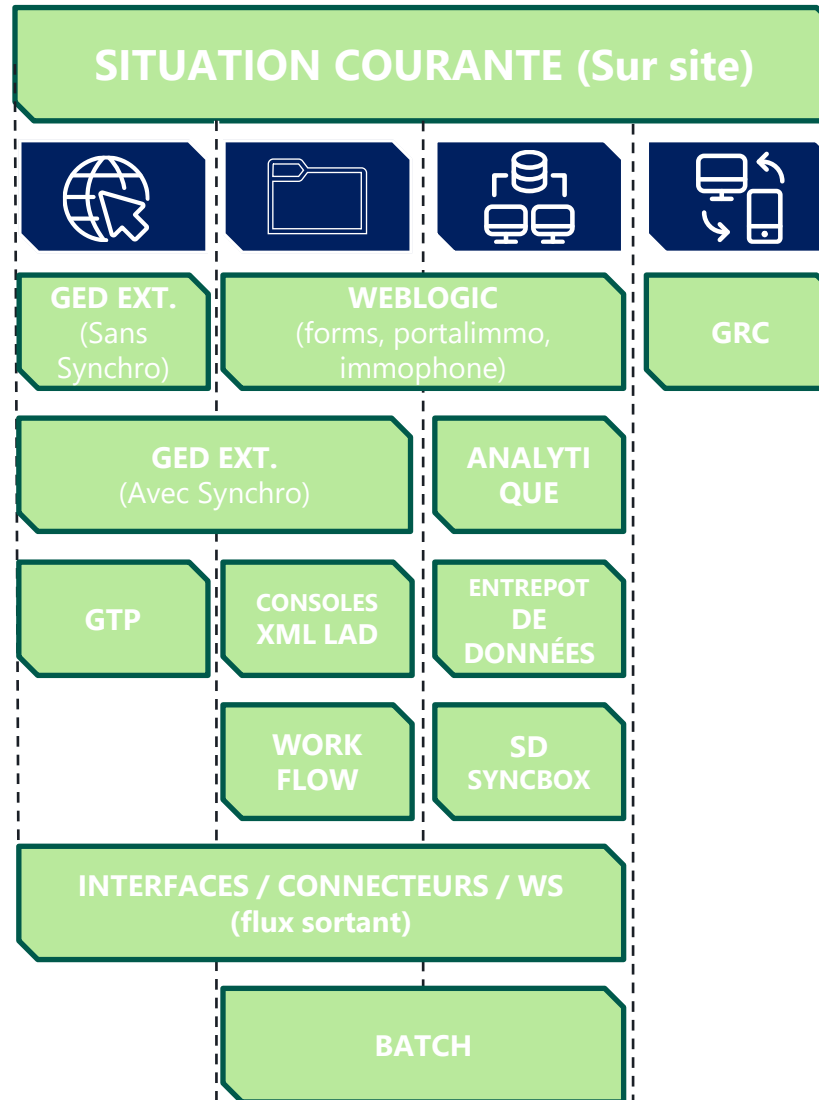 SITUATION COURANTE (Sur site)
GED EXT.
(Sans
Synchro)
WEBLOGIC
(forms, portalimmo,
immophone)
GRC
GED EXT.
(Avec Synchro)
ANALYTI
QUE
GTP
CONSOLES
XML LAD
ENTREPOT
DE
DONNÉES
WORK
FLOW
SD
SYNCBOX
INTERFACES / CONNECTEURS / WS
(flux sortant)
BATCH